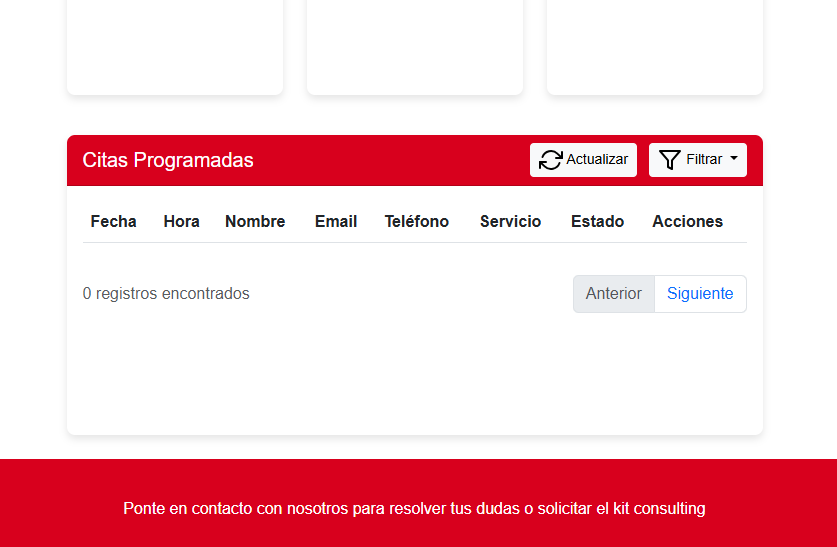 Citas Programadas
Actualizar
Filtrar
Fecha Hora Nombre Email Teléfono Servicio Estado Acciones
0 registros encontrados
Anterior Siguiente
Ponte en contacto con nosotros para resolver tus dudas o solicitar el kit consulting